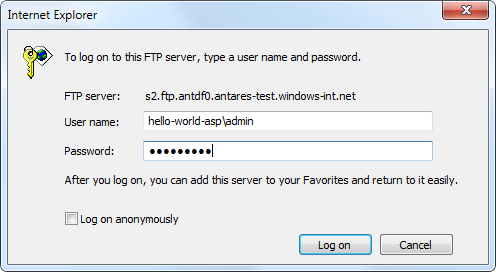 Internet Explorer
To log on to this FTP server, type a user name and password.
FTP server: s2.ftp.antdf0.antares-test.windows-int.net
User name: hello-world-asp\admin
Password: ●●●●●●●●●
After you log on, you can add this server to your Favorites and return to it easily.
Log on anonymously
Log on Cancel